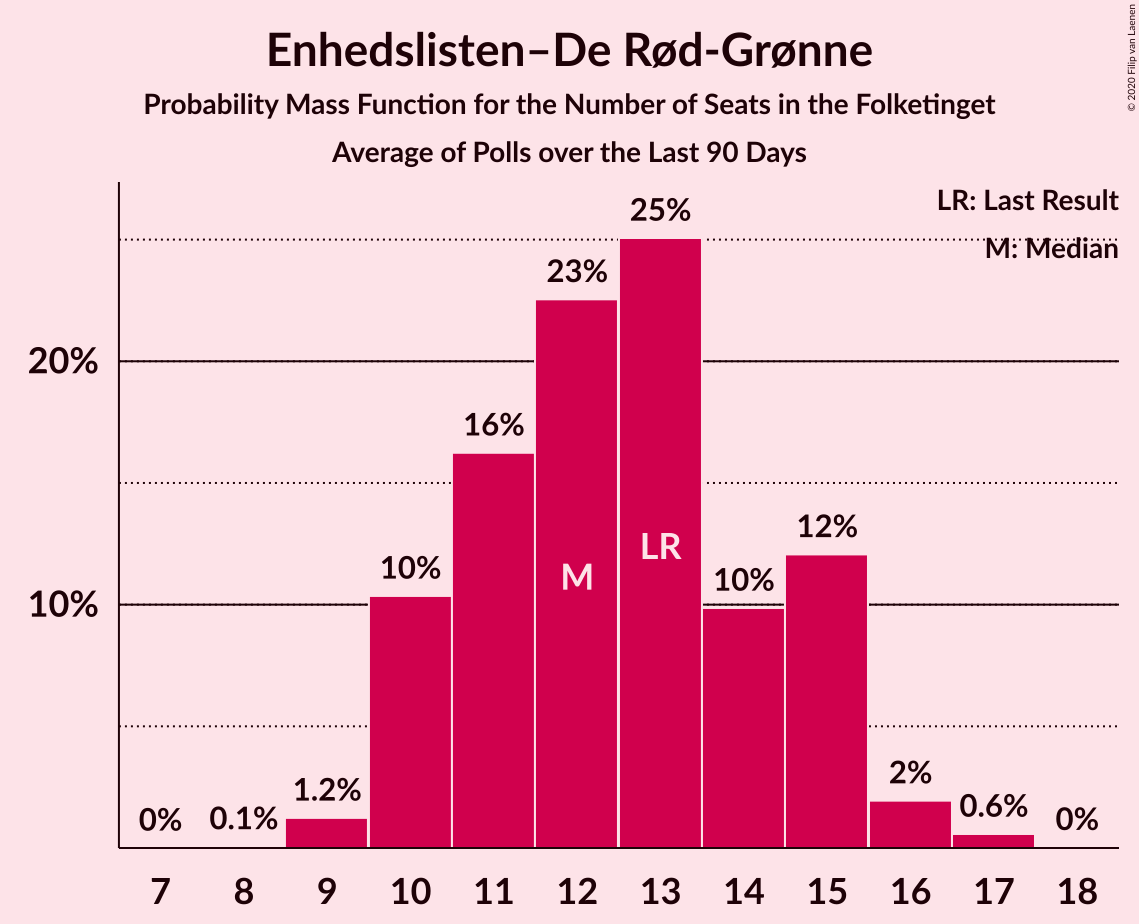 Enhedslisten–De Rød-Grønne
Probability Mass Function for the Number of Seats in the Folketinget
Average of Polls over the Last 90 Days
© 2020 Filip van Laenen
LR: Last Result
M: Median
25%
23%
20%
16%
12%
10%
10%
10%
LR
M
2%
1.2%
0.6%
0%
0.1%
0%
7 8 9 10 11 12 13 14 15 16 17 18